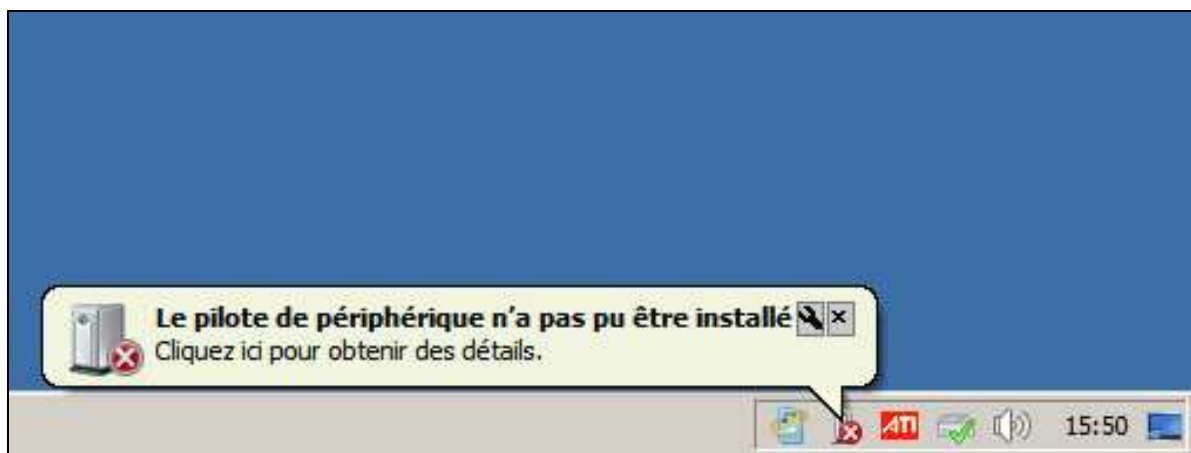 Le pilote de périphérique n'a pas pu être installé
Cliquez ici pour obtenir des détails.
ATI
15:50